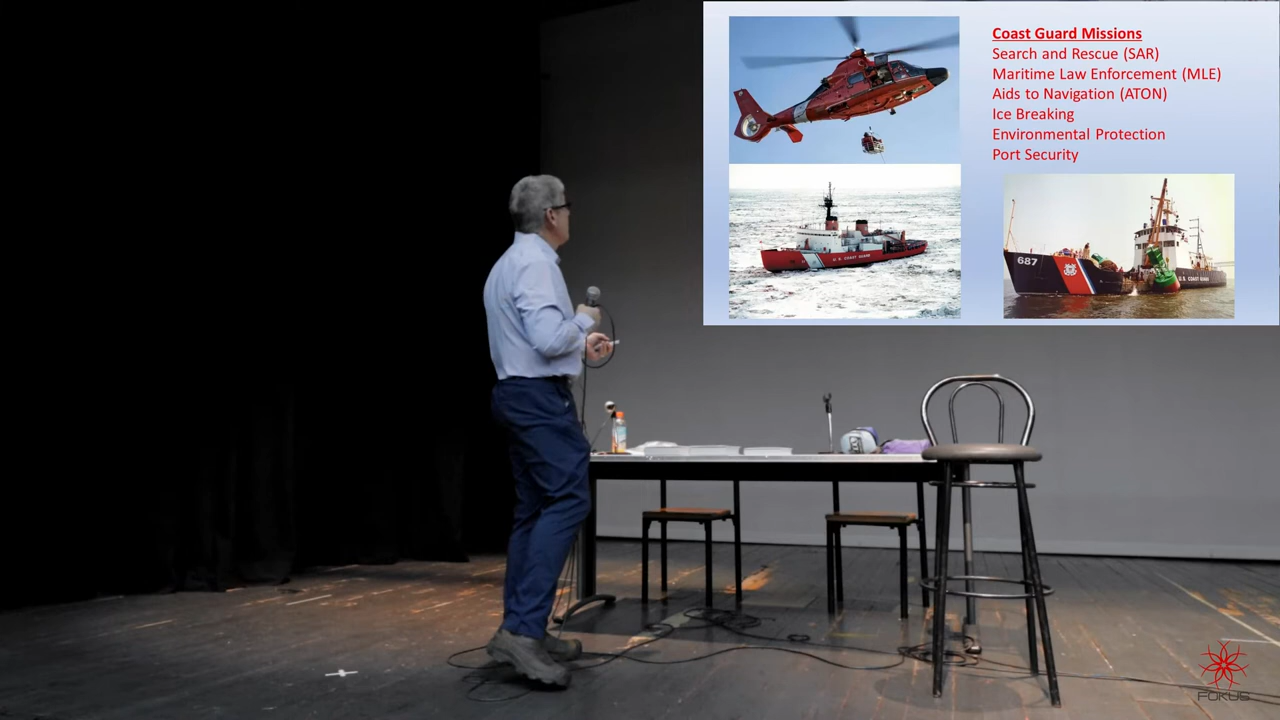 Coast Guard Missions
Search and Rescue (SAR)
Maritime Law Enforcement (MLE)
Aids to Navigation (ATON)
Ice Breaking
Environmental Protection
Port Security
U.S. COAST GUARD
687
U.S. COAST GUARD
FOKUS